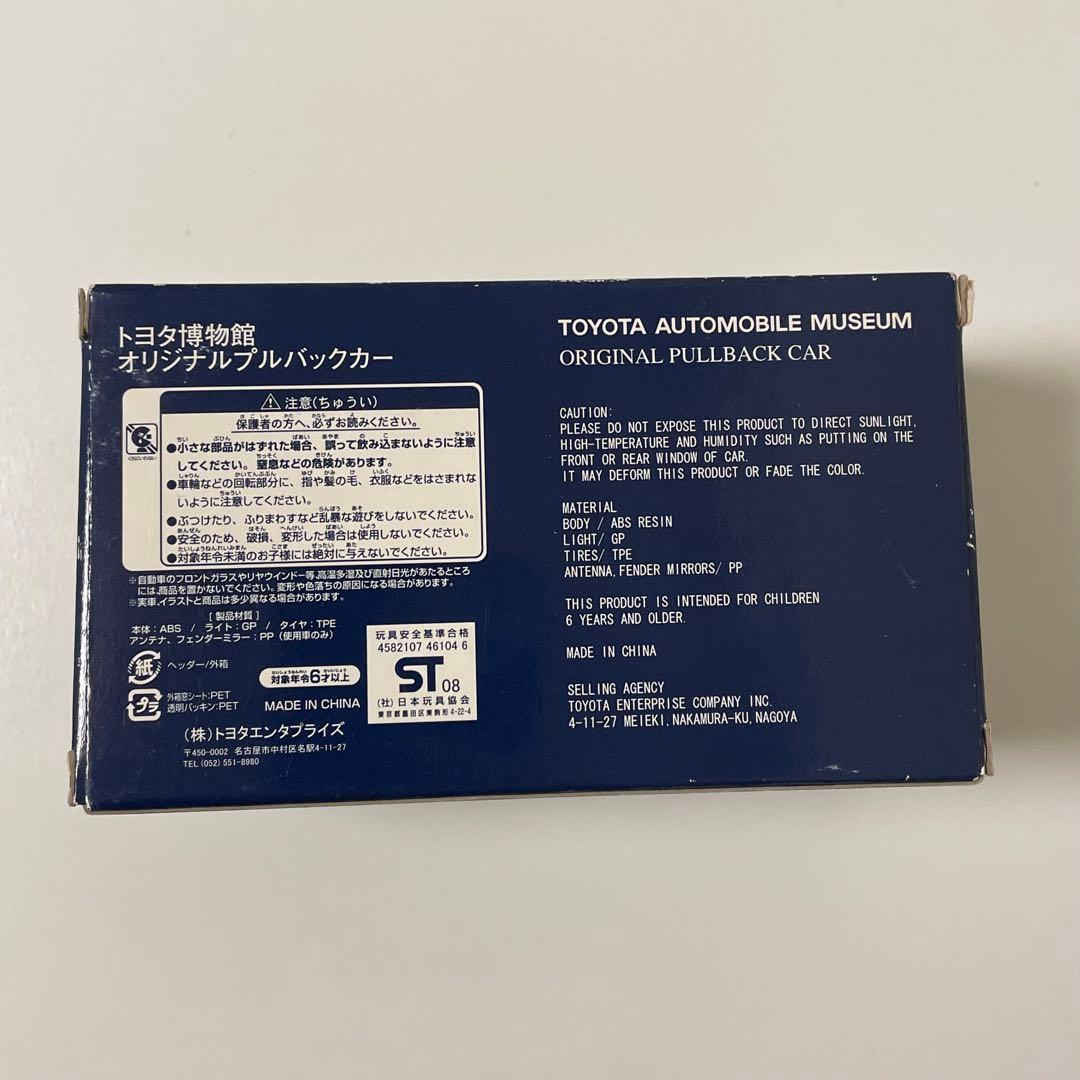 トヨタ博物館
オリジナルプルバックカー
⚠ 注意(ちゅうい)
保護者の方へ、必ずお読みください。
●小さな部品がはずれた場合、誤って飲み込まないように注意
してください。窒息などの危険があります。
●車輪などの回転部分に、指や髪の毛、衣服などをはさまれな
いように注意してください。
●ぶつけたり、ふりまわすなど乱暴な遊びをしないでください。
●安全のため、破損、変形した場合は使用しないでください。
●対象年令未満のお子様には絶対に与えないでください。
※自動車のフロントガラスやリヤウインドー等、高温多湿及び直射日光があたるところ
には、商品を置かないでください。変形や色落ちの原因になる場合があります。
※実車、イラストと商品は多少異なる場合があります。
[ 製品材質 ]
本体：ABS / ライト：GP / タイヤ：TPE
アンテナ、フェンダーミラー：PP（使用車のみ）
紙
ヘッダー/外箱
プラ
外箱窓シート：PET
透明パッキン：PET
対象年令6才以上
MADE IN CHINA
玩具安全基準合格
4582107 46104 6
ST 08
(社)日本玩具協会
東京都墨田区東駒形4-22-4
(株)トヨタエンタプライズ
〒450-0002 名古屋市中村区名駅4-11-27
TEL (052) 551-8980
TOYOTA AUTOMOBILE MUSEUM
ORIGINAL PULLBACK CAR
CAUTION:
PLEASE DO NOT EXPOSE THIS PRODUCT TO DIRECT SUNLIGHT,
HIGH-TEMPERATURE AND HUMIDITY SUCH AS PUTTING ON THE
FRONT OR REAR WINDOW OF CAR.
IT MAY DEFORM THIS PRODUCT OR FADE THE COLOR.
MATERIAL
BODY / ABS RESIN
LIGHT/ GP
TIRES/ TPE
ANTENNA, FENDER MIRRORS/ PP
THIS PRODUCT IS INTENDED FOR CHILDREN
6 YEARS AND OLDER.
MADE IN CHINA
SELLING AGENCY
TOYOTA ENTERPRISE COMPANY INC.
4-11-27 MEIEKI, NAKAMURA-KU, NAGOYA